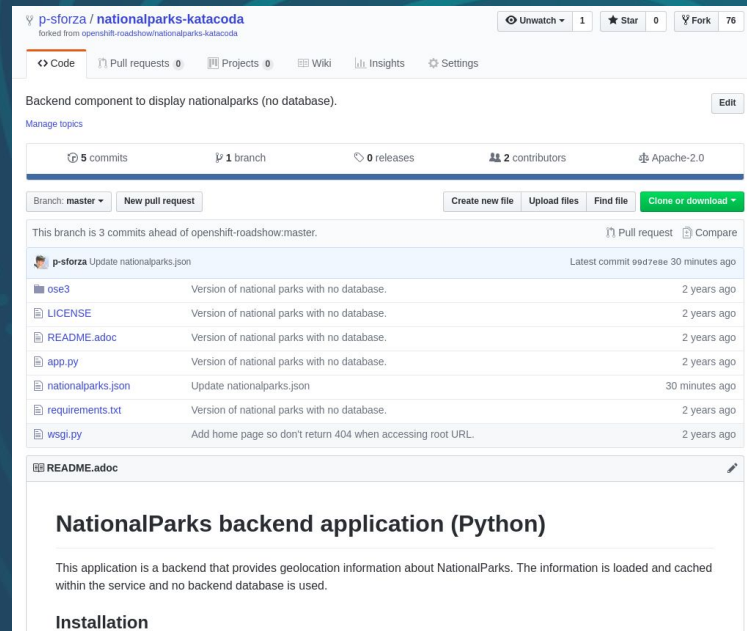 p-sforza / nationalparks-katacoda
forked from openshift-roadshow/nationalparks-katacoda
Unwatch 1 Star 0 Fork 76
Code Pull requests 0 Projects 0 Wiki Insights Settings
Backend component to display nationalparks (no database). Edit
Manage topics
5 commits 1 branch 0 releases 2 contributors Apache-2.0
Branch: master New pull request Create new file Upload files Find file Clone or download
This branch is 3 commits ahead of openshift-roadshow:master. Pull request Compare
p-sforza Update nationalparks.json Latest commit 99d7e8e 30 minutes ago
ose3 Version of national parks with no database. 2 years ago
LICENSE Version of national parks with no database. 2 years ago
README.adoc Version of national parks with no database. 2 years ago
app.py Version of national parks with no database. 2 years ago
nationalparks.json Update nationalparks.json 30 minutes ago
requirements.txt Version of national parks with no database. 2 years ago
wsgi.py Add home page so don't return 404 when accessing root URL. 2 years ago
README.adoc
NationalParks backend application (Python)
This application is a backend that provides geolocation information about NationalParks. The information is loaded and cached
within the service and no backend database is used.
Installation